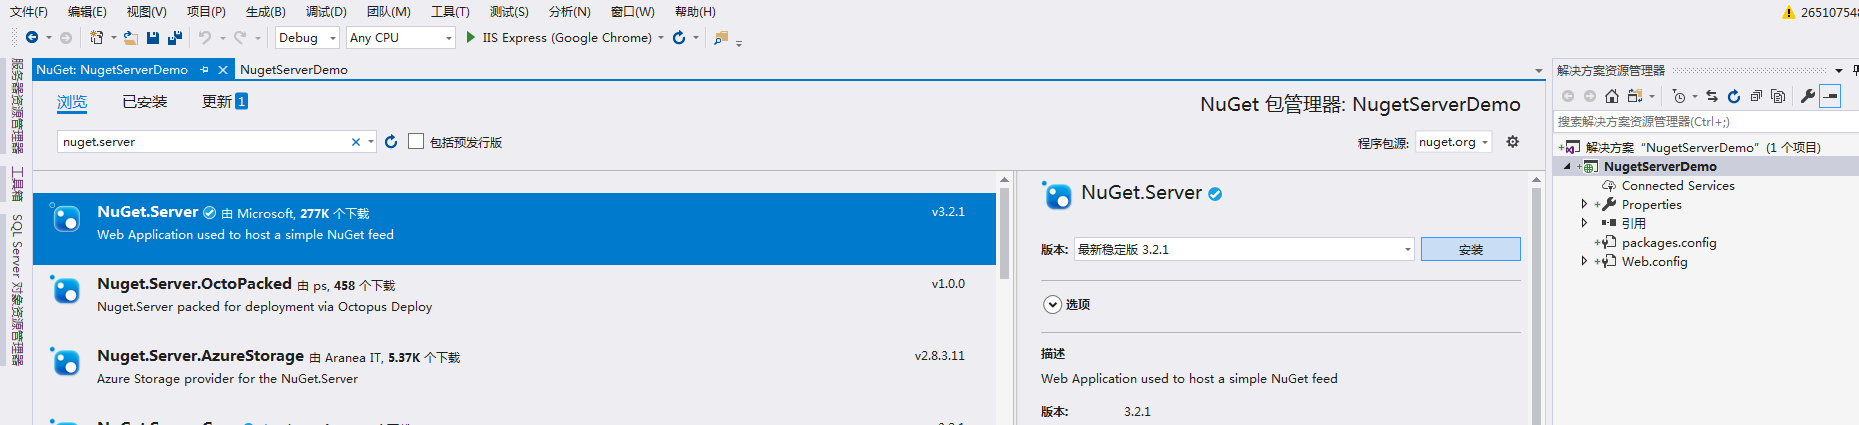 文件(F) 编辑(E) 视图(V) 项目(P) 生成(B) 调试(D) 团队(M) 工具(T) 测试(S) 分析(N) 窗口(W) 帮助(H)
265107548
Debug Any CPU IIS Express (Google Chrome)
服务器资源管理器
工具箱
SQL Server 对象资源管理器
NuGet: NugetServerDemo NugetServerDemo
浏览 已安装 更新 1
NuGet 包管理器: NugetServerDemo
nuget.server 包括预发行版
程序包源: nuget.org
NuGet.Server 由 Microsoft, 277K 个下载 v3.2.1
Web Application used to host a simple NuGet feed
Nuget.Server.OctoPacked 由 ps, 458 个下载 v1.0.0
Nuget.Server packed for deployment via Octopus Deploy
Nuget.Server.AzureStorage 由 Aranea IT, 5.37K 个下载 v2.8.3.11
Azure Storage provider for the NuGet.Server
NuGet.Server
版本: 最新稳定版 3.2.1 安装
选项
描述
Web Application used to host a simple NuGet feed
版本: 3.2.1
解决方案资源管理器
搜索解决方案资源管理器(Ctrl+;)
解决方案“NugetServerDemo”(1 个项目)
NugetServerDemo
Connected Services
Properties
引用
packages.config
Web.config